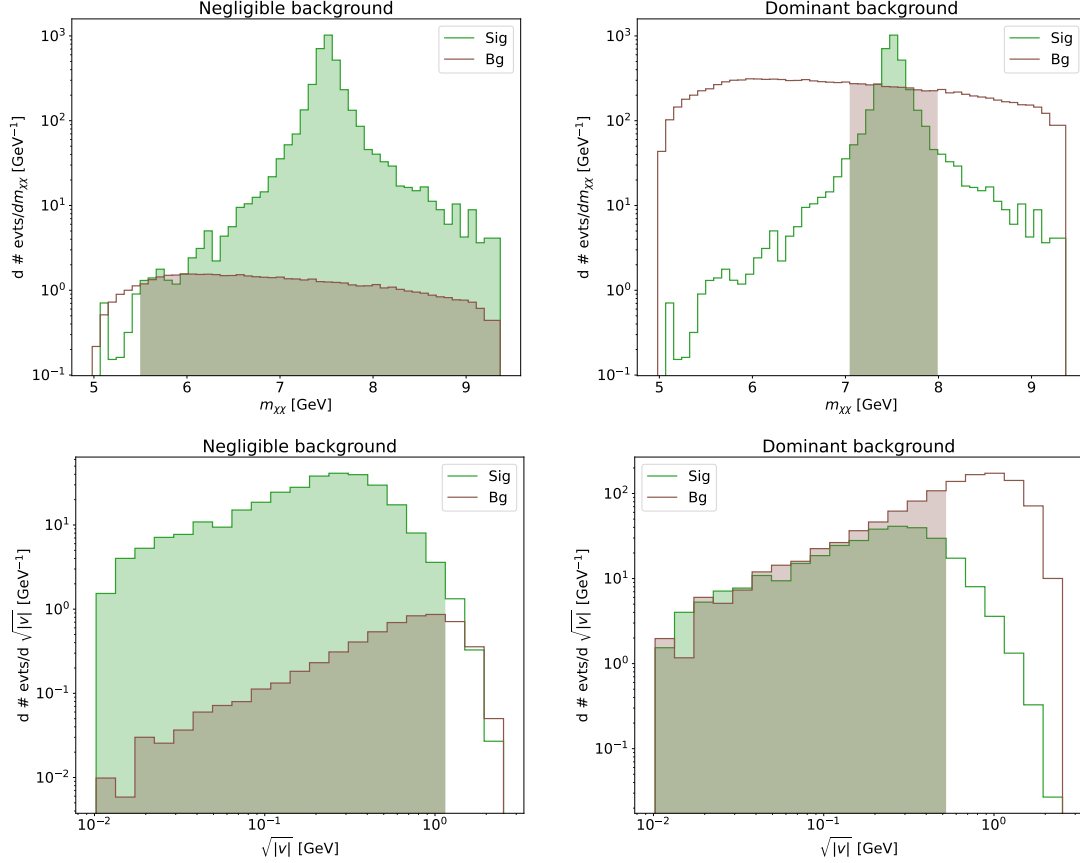 Negligible background
d # evts/dm_χχ [GeV⁻¹]
10³
10²
10¹
10⁰
10⁻¹
Sig
Bg
5 6 7 8 9
m_χχ [GeV]
Dominant background
d # evts/dm_χχ [GeV⁻¹]
10³
10²
10¹
10⁰
10⁻¹
Sig
Bg
5 6 7 8 9
m_χχ [GeV]
Negligible background
d # evts/d √|v| [GeV⁻¹]
10¹
10⁰
10⁻¹
10⁻²
Sig
Bg
10⁻² 10⁻¹ 10⁰
√|v| [GeV]
Dominant background
d # evts/d √|v| [GeV⁻¹]
10²
10¹
10⁰
10⁻¹
Sig
Bg
10⁻² 10⁻¹ 10⁰
√|v| [GeV]